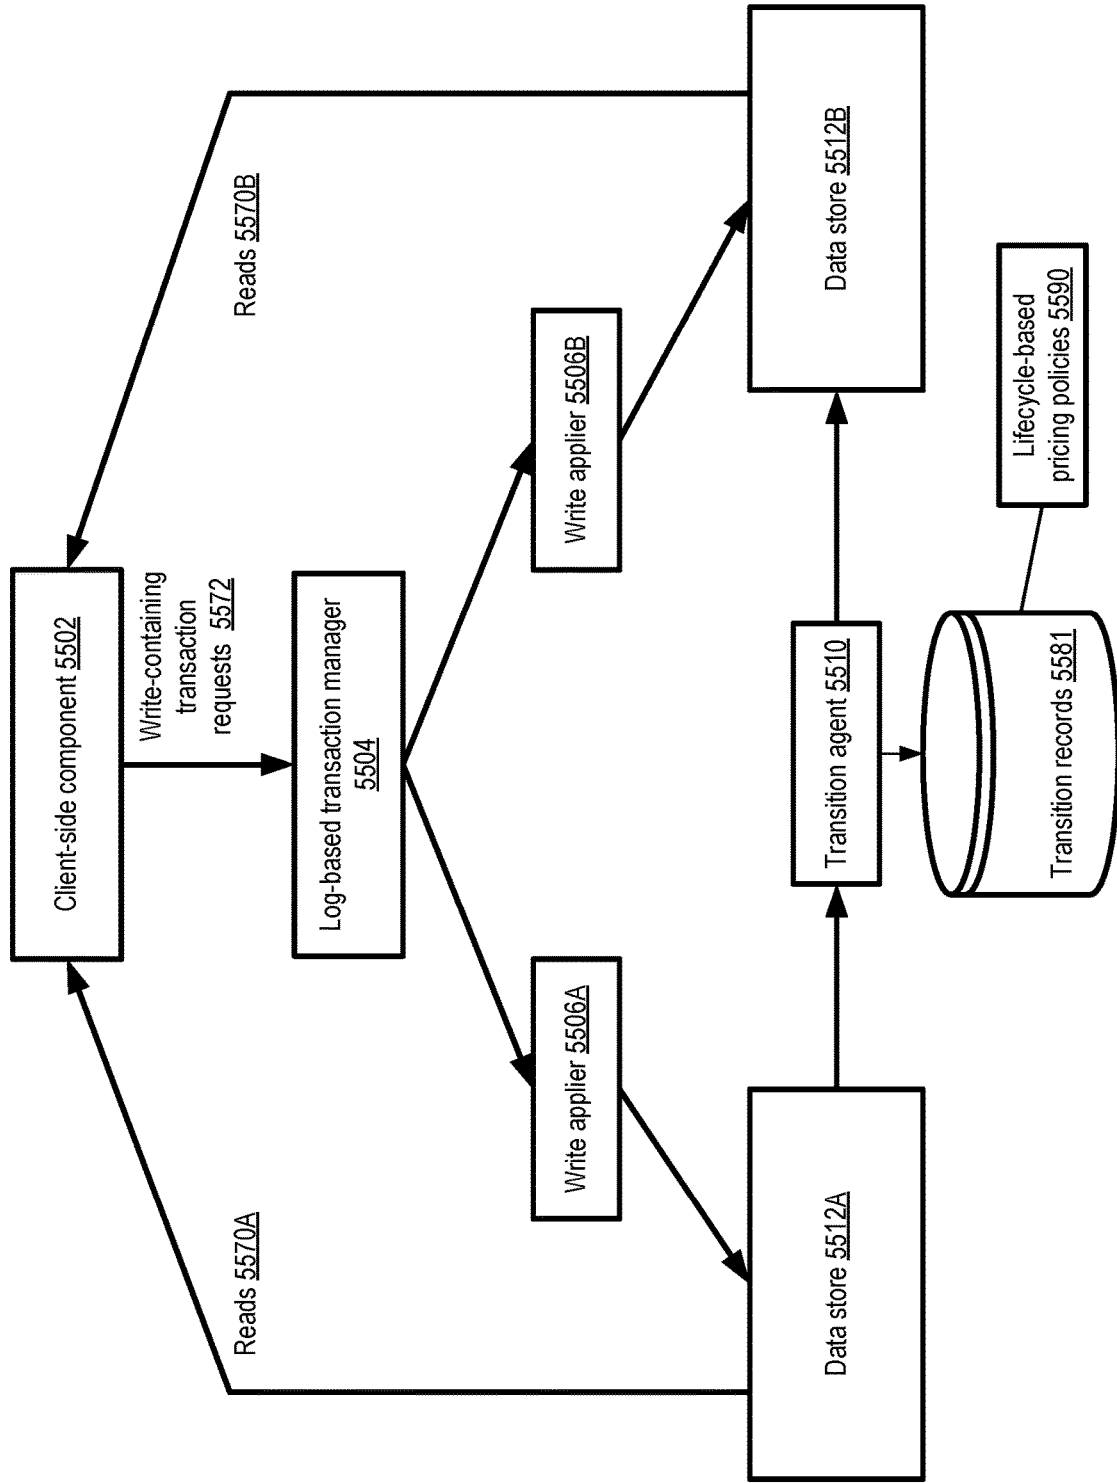 Client-side component 5502
Reads 5570A
Write-containing
transaction
requests 5572
Reads 5570B
Log-based transaction manager
5504
Write applier 5506A
Write applier 5506B
Data store 5512A
Transition agent 5510
Data store 5512B
Transition records 5581
Lifecycle-based
pricing policies 5590